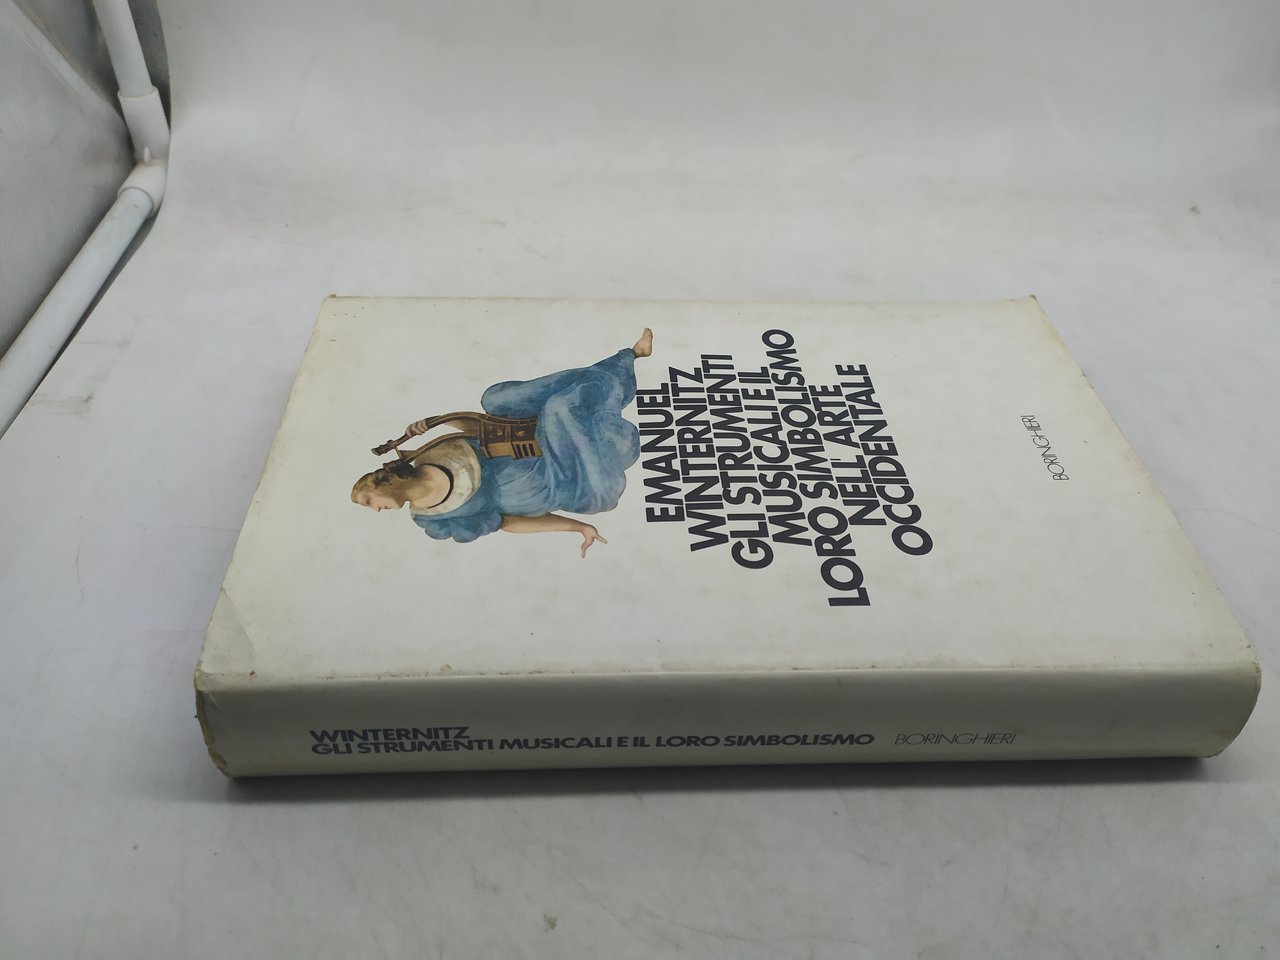 EMANUEL
WINTERNITZ
GLI STRUMENTI
MUSICALI E IL
LORO SIMBOLISMO
NELL'ARTE
OCCIDENTALE
BORINGHIERI
WINTERNITZ
GLI STRUMENTI MUSICALI E IL LORO SIMBOLISMO BORINGHIERI